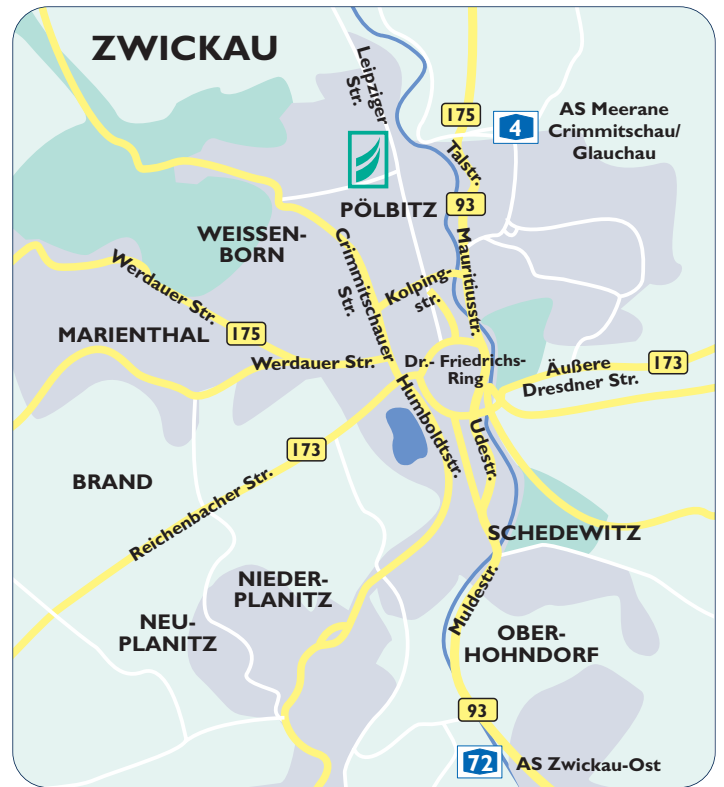 ZWICKAU
Leipziger
Str.
175
4
AS Meerane
Crimmitschau/
Glauchau
Talstr.
93
PÖLBITZ
WEISSEN-
BORN
Crimmitschauer
Str.
Mauritiusstr.
Kolping-
str.
Werdauer Str.
MARIENTHAL
175
Werdauer Str.
Dr.- Friedrichs-
Ring
Äußere
Dresdner Str.
173
Humboldtstr.
Udestr.
173
BRAND
Reichenbacher Str.
SCHEDEWITZ
NIEDER-
PLANITZ
NEU-
PLANITZ
Muldestr.
OBER-
HOHNDORF
93
72
AS Zwickau-Ost